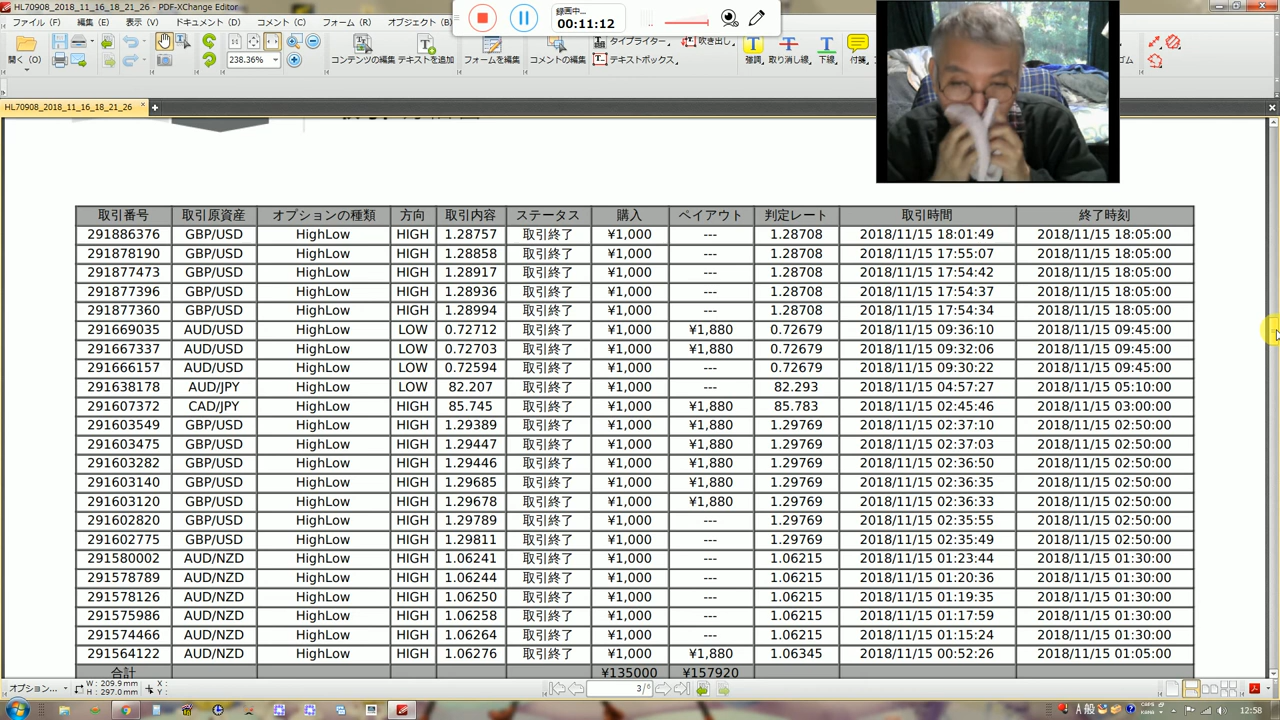 HL70908_2018_11_16_18_21_26 - PDF-XChange Editor
ファイル（F） 編集（E） 表示（V） ドキュメント（D） コメント（C） フォーム（R） オブジェクト（B）
録画中...
00:11:12
開く（O） 238.36% コンテンツの編集 テキストを追加 フォームを編集 コメントの編集 タイプライター テキストボックス 吹き出し 強調 取り消し線 下線 付箋
HL70908_2018_11_16_18_21_26
取引番号 取引原資産 オプションの種類 方向 取引内容 ステータス 購入 ペイアウト 判定レート 取引時間 終了時刻
291886376 GBP/USD HighLow HIGH 1.28757 取引終了 ¥1,000 --- 1.28708 2018/11/15 18:01:49 2018/11/15 18:05:00
291878190 GBP/USD HighLow HIGH 1.28858 取引終了 ¥1,000 --- 1.28708 2018/11/15 17:55:07 2018/11/15 18:05:00
291877473 GBP/USD HighLow HIGH 1.28917 取引終了 ¥1,000 --- 1.28708 2018/11/15 17:54:42 2018/11/15 18:05:00
291877396 GBP/USD HighLow HIGH 1.28936 取引終了 ¥1,000 --- 1.28708 2018/11/15 17:54:37 2018/11/15 18:05:00
291877360 GBP/USD HighLow HIGH 1.28994 取引終了 ¥1,000 --- 1.28708 2018/11/15 17:54:34 2018/11/15 18:05:00
291669035 AUD/USD HighLow LOW 0.72712 取引終了 ¥1,000 ¥1,880 0.72679 2018/11/15 09:36:10 2018/11/15 09:45:00
291667337 AUD/USD HighLow LOW 0.72703 取引終了 ¥1,000 ¥1,880 0.72679 2018/11/15 09:32:06 2018/11/15 09:45:00
291666157 AUD/USD HighLow LOW 0.72594 取引終了 ¥1,000 --- 0.72679 2018/11/15 09:30:22 2018/11/15 09:45:00
291638178 AUD/JPY HighLow LOW 82.207 取引終了 ¥1,000 --- 82.293 2018/11/15 04:57:27 2018/11/15 05:10:00
291607372 CAD/JPY HighLow HIGH 85.745 取引終了 ¥1,000 ¥1,880 85.783 2018/11/15 02:45:46 2018/11/15 03:00:00
291603549 GBP/USD HighLow HIGH 1.29389 取引終了 ¥1,000 ¥1,880 1.29769 2018/11/15 02:37:10 2018/11/15 02:50:00
291603475 GBP/USD HighLow HIGH 1.29447 取引終了 ¥1,000 ¥1,880 1.29769 2018/11/15 02:37:03 2018/11/15 02:50:00
291603282 GBP/USD HighLow HIGH 1.29446 取引終了 ¥1,000 ¥1,880 1.29769 2018/11/15 02:36:50 2018/11/15 02:50:00
291603140 GBP/USD HighLow HIGH 1.29685 取引終了 ¥1,000 ¥1,880 1.29769 2018/11/15 02:36:35 2018/11/15 02:50:00
291603120 GBP/USD HighLow HIGH 1.29678 取引終了 ¥1,000 ¥1,880 1.29769 2018/11/15 02:36:33 2018/11/15 02:50:00
291602820 GBP/USD HighLow HIGH 1.29789 取引終了 ¥1,000 --- 1.29769 2018/11/15 02:35:55 2018/11/15 02:50:00
291602775 GBP/USD HighLow HIGH 1.29811 取引終了 ¥1,000 --- 1.29769 2018/11/15 02:35:49 2018/11/15 02:50:00
291580002 AUD/NZD HighLow HIGH 1.06241 取引終了 ¥1,000 --- 1.06215 2018/11/15 01:23:44 2018/11/15 01:30:00
291578789 AUD/NZD HighLow HIGH 1.06244 取引終了 ¥1,000 --- 1.06215 2018/11/15 01:20:36 2018/11/15 01:30:00
291578126 AUD/NZD HighLow HIGH 1.06250 取引終了 ¥1,000 --- 1.06215 2018/11/15 01:19:35 2018/11/15 01:30:00
291575986 AUD/NZD HighLow HIGH 1.06258 取引終了 ¥1,000 --- 1.06215 2018/11/15 01:17:59 2018/11/15 01:30:00
291574466 AUD/NZD HighLow HIGH 1.06264 取引終了 ¥1,000 --- 1.06215 2018/11/15 01:15:24 2018/11/15 01:30:00
291564122 AUD/NZD HighLow HIGH 1.06276 取引終了 ¥1,000 ¥1,880 1.06345 2018/11/15 00:52:26 2018/11/15 01:05:00
合計 ¥135000 ¥157920
オプション... W: 209.9 mm X:
H: 297.0 mm Y:
3/6
A 般 CAPS KANA 12:58